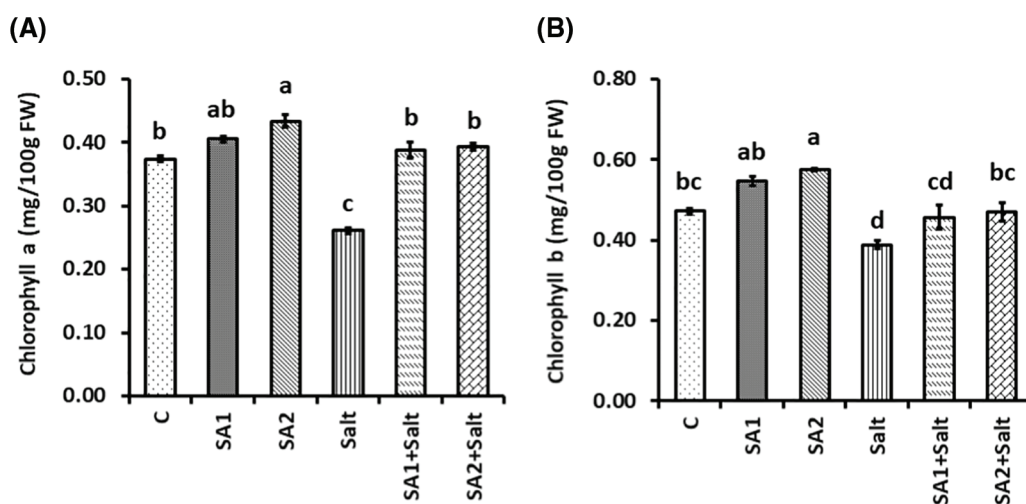 (A)
Chlorophyll a (mg/100g FW)
0.50
0.40
0.30
0.20
0.10
0.00
b
ab
a
c
b
b
C
SA1
SA2
Salt
SA1+Salt
SA2+Salt
(B)
Chlorophyll b (mg/100g FW)
0.80
0.60
0.40
0.20
0.00
bc
ab
a
d
cd
bc
C
SA1
SA2
Salt
SA1+Salt
SA2+Salt